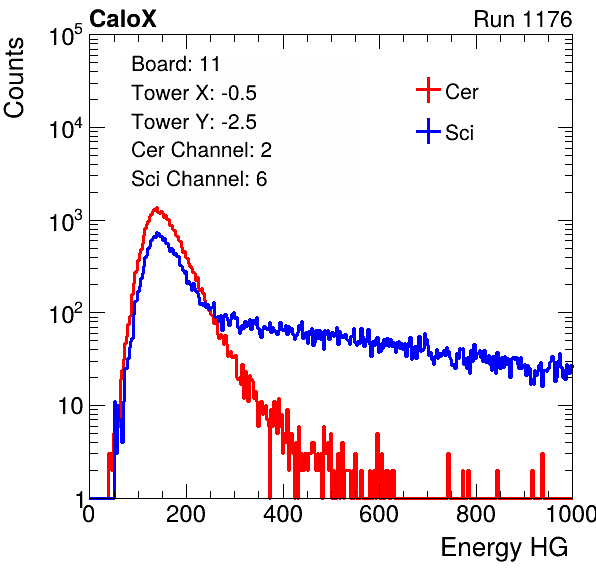 CaloX Run 1176
Counts
10^5
10^4
10^3
10^2
10
1
Board: 11
Tower X: -0.5
Tower Y: -2.5
Cer Channel: 2
Sci Channel: 6
Cer
Sci
0 200 400 600 800 1000
Energy HG